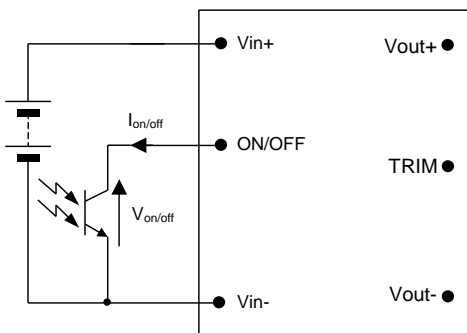 Vin+
Vout+
Ion/off
ON/OFF
TRIM
Von/off
Vin-
Vout-